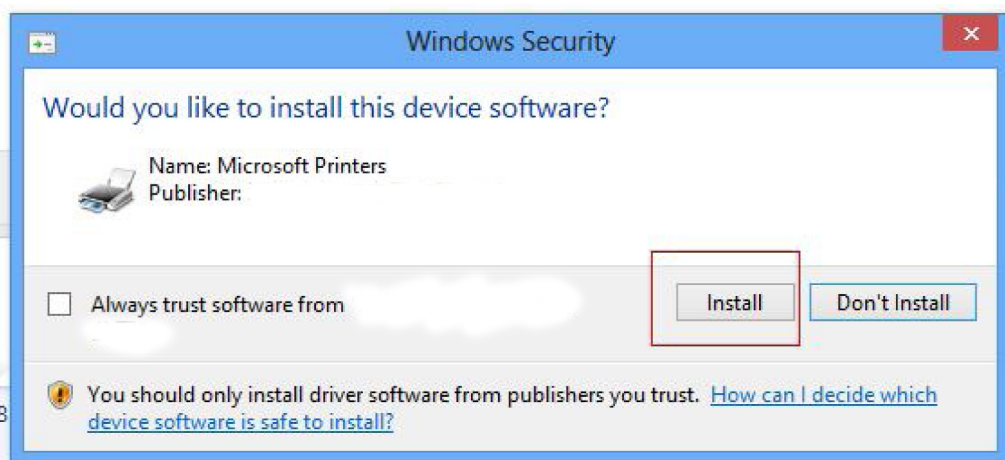 Windows Security
Would you like to install this device software?
Name: Microsoft Printers
Publisher:
Always trust software from
Install
Don't Install
You should only install driver software from publishers you trust. How can I decide which
device software is safe to install?
8